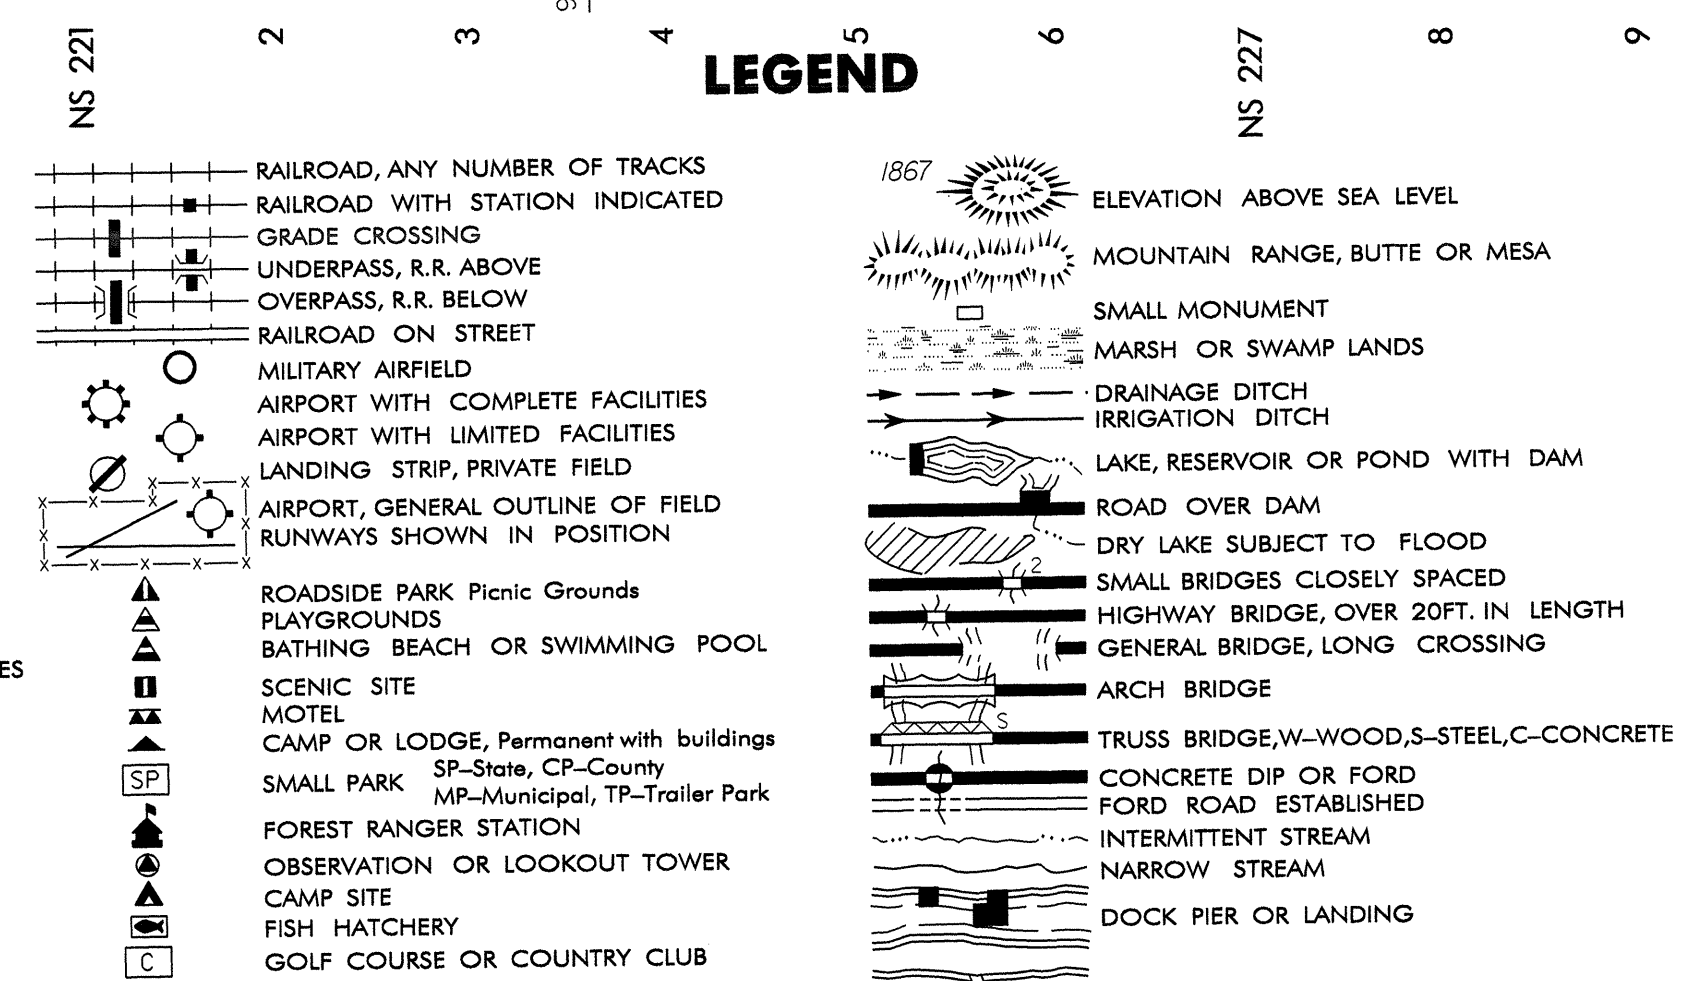 NS 221
2
3
4
5
6
NS 227
8
9
LEGEND
RAILROAD, ANY NUMBER OF TRACKS
RAILROAD WITH STATION INDICATED
GRADE CROSSING
UNDERPASS, R.R. ABOVE
OVERPASS, R.R. BELOW
RAILROAD ON STREET
MILITARY AIRFIELD
AIRPORT WITH COMPLETE FACILITIES
AIRPORT WITH LIMITED FACILITIES
LANDING STRIP, PRIVATE FIELD
AIRPORT, GENERAL OUTLINE OF FIELD
RUNWAYS SHOWN IN POSITION
ROADSIDE PARK Picnic Grounds
PLAYGROUNDS
BATHING BEACH OR SWIMMING POOL
ES
SCENIC SITE
MOTEL
CAMP OR LODGE, Permanent with buildings
SP SMALL PARK SP–State, CP–County
MP–Municipal, TP–Trailer Park
FOREST RANGER STATION
OBSERVATION OR LOOKOUT TOWER
CAMP SITE
FISH HATCHERY
C GOLF COURSE OR COUNTRY CLUB
1867 ELEVATION ABOVE SEA LEVEL
MOUNTAIN RANGE, BUTTE OR MESA
SMALL MONUMENT
MARSH OR SWAMP LANDS
DRAINAGE DITCH
IRRIGATION DITCH
LAKE, RESERVOIR OR POND WITH DAM
ROAD OVER DAM
DRY LAKE SUBJECT TO FLOOD
2 SMALL BRIDGES CLOSELY SPACED
HIGHWAY BRIDGE, OVER 20FT. IN LENGTH
GENERAL BRIDGE, LONG CROSSING
ARCH BRIDGE
S TRUSS BRIDGE,W–WOOD,S–STEEL,C–CONCRETE
CONCRETE DIP OR FORD
FORD ROAD ESTABLISHED
INTERMITTENT STREAM
NARROW STREAM
DOCK PIER OR LANDING